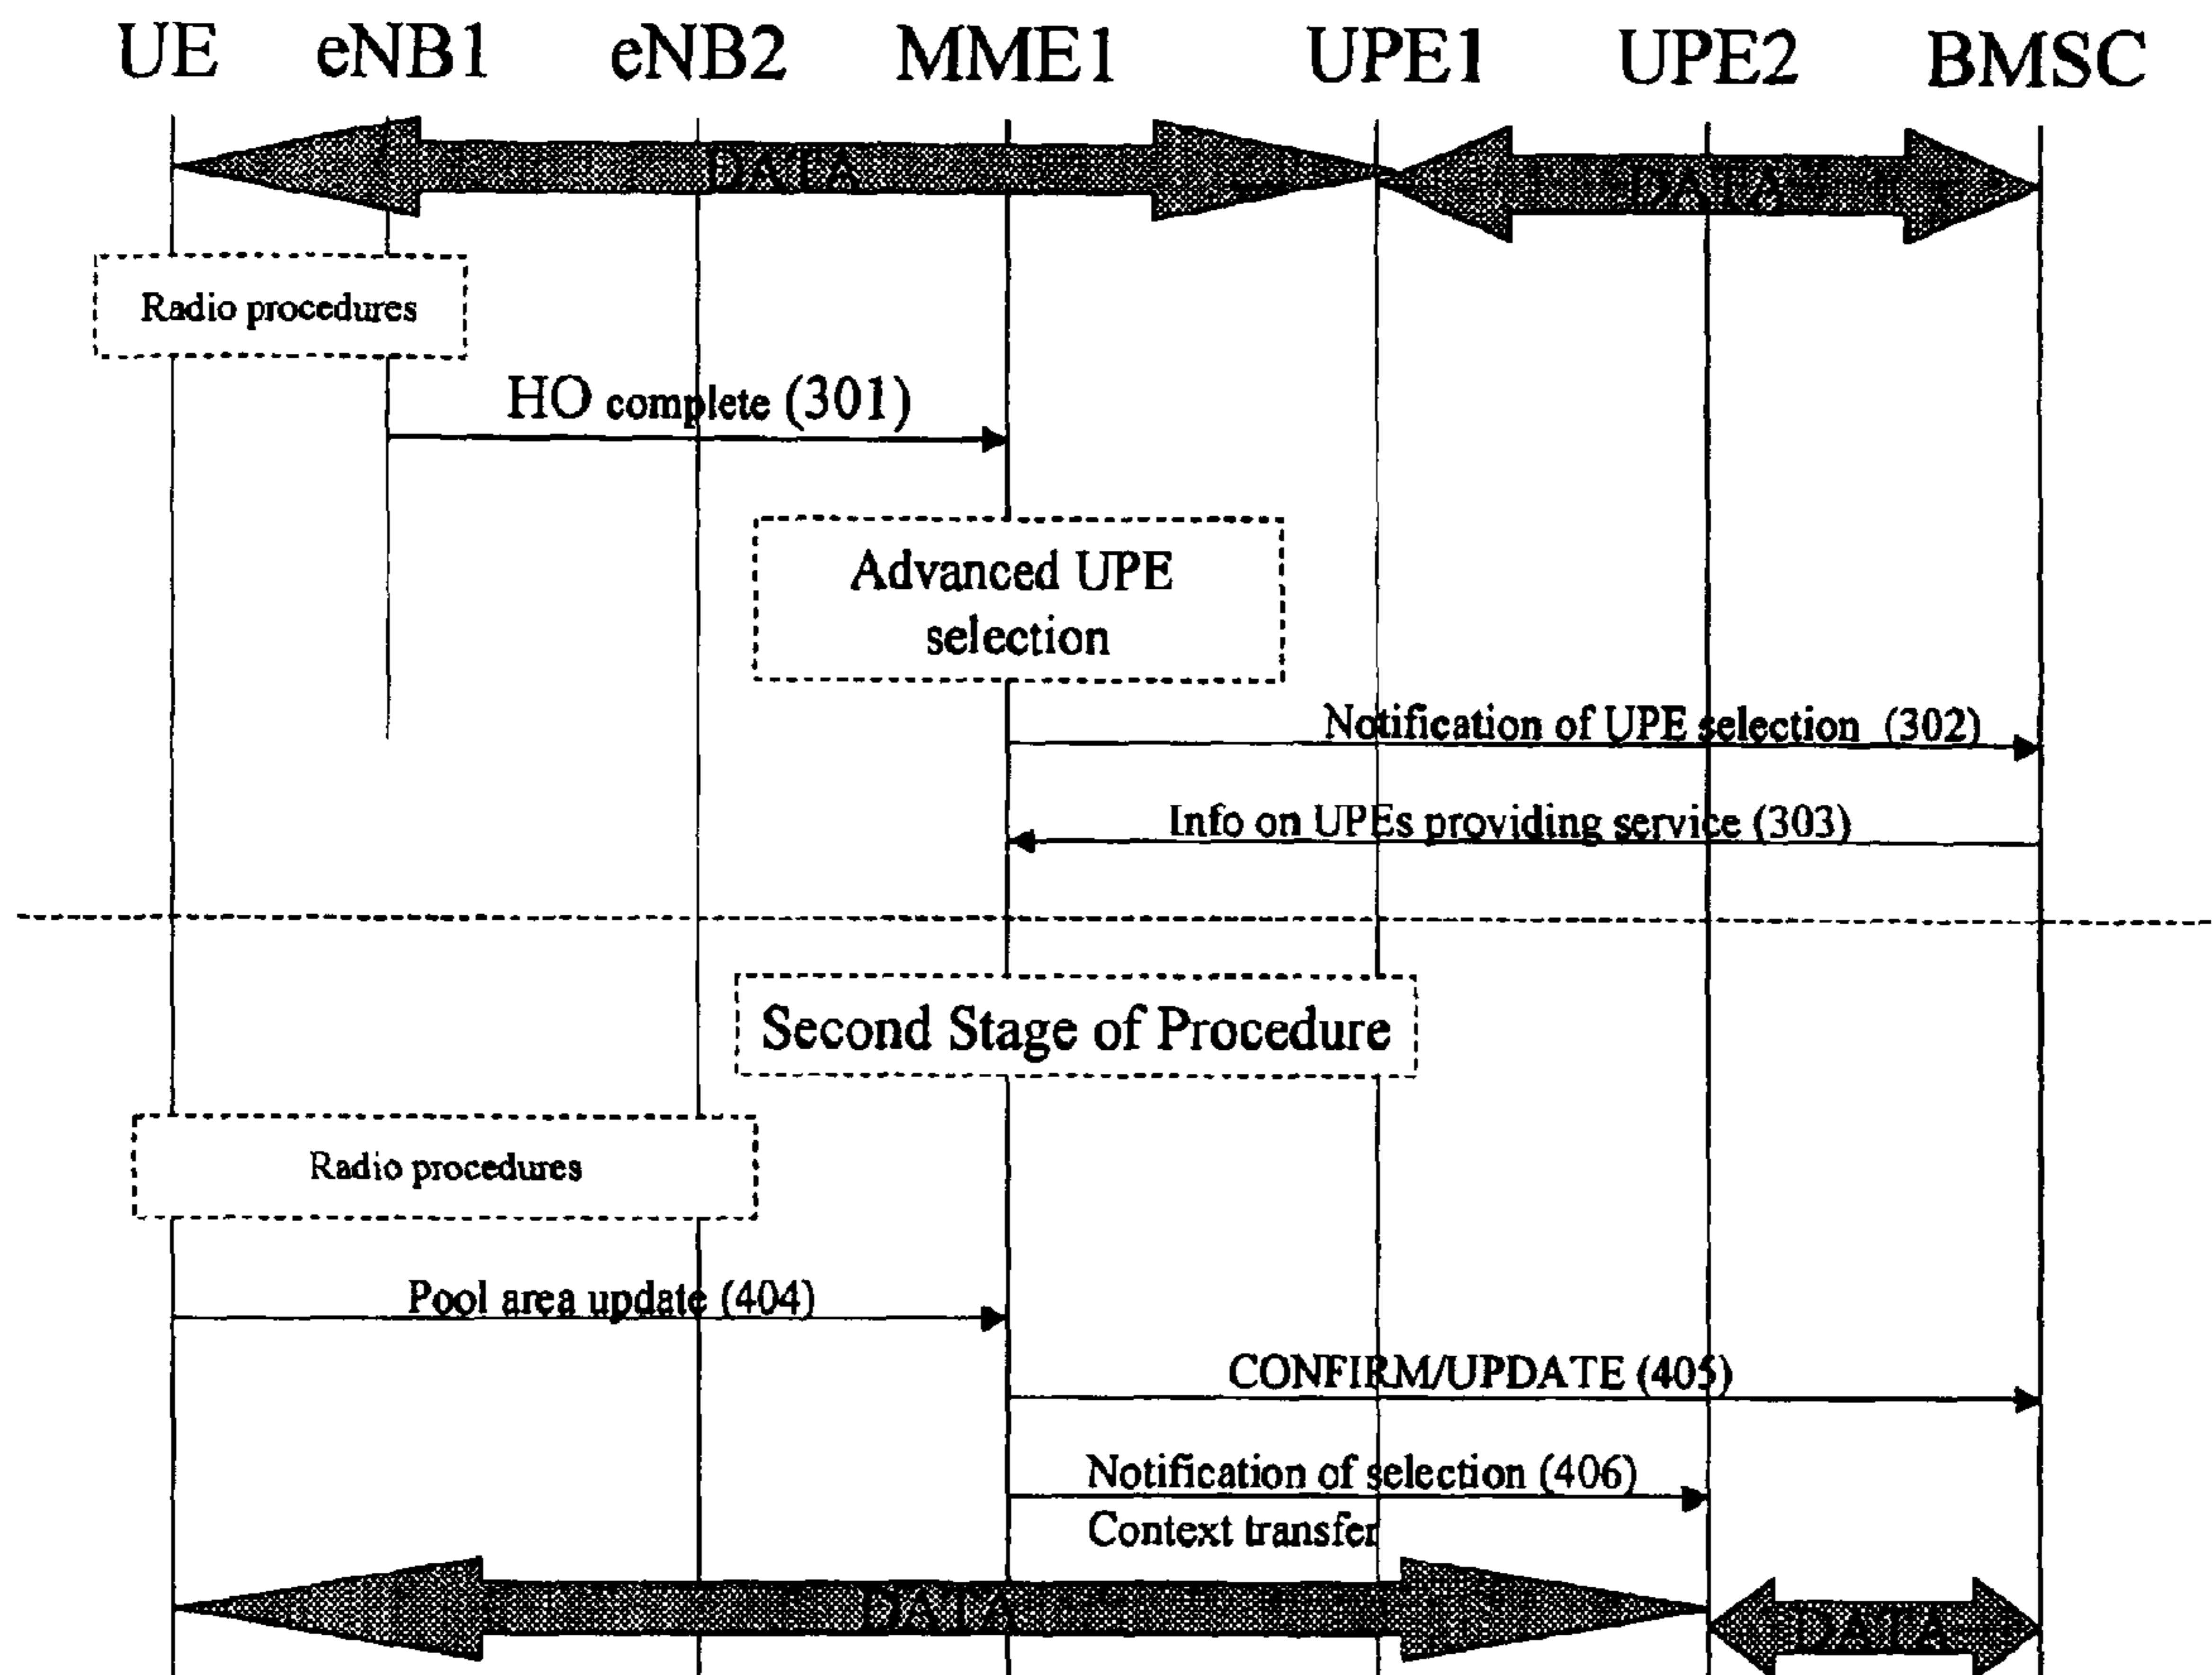 UE eNB1 eNB2 MME1 UPE1 UPE2 BMSC
DATA DATA
Radio procedures
HO complete (301)
Advanced UPE
selection
Notification of UPE selection (302)
Info on UPEs providing service (303)
Second Stage of Procedure
Radio procedures
Pool area update (404)
CONFIRM/UPDATE (405)
Notification of selection (406)
Context transfer
DATA DATA